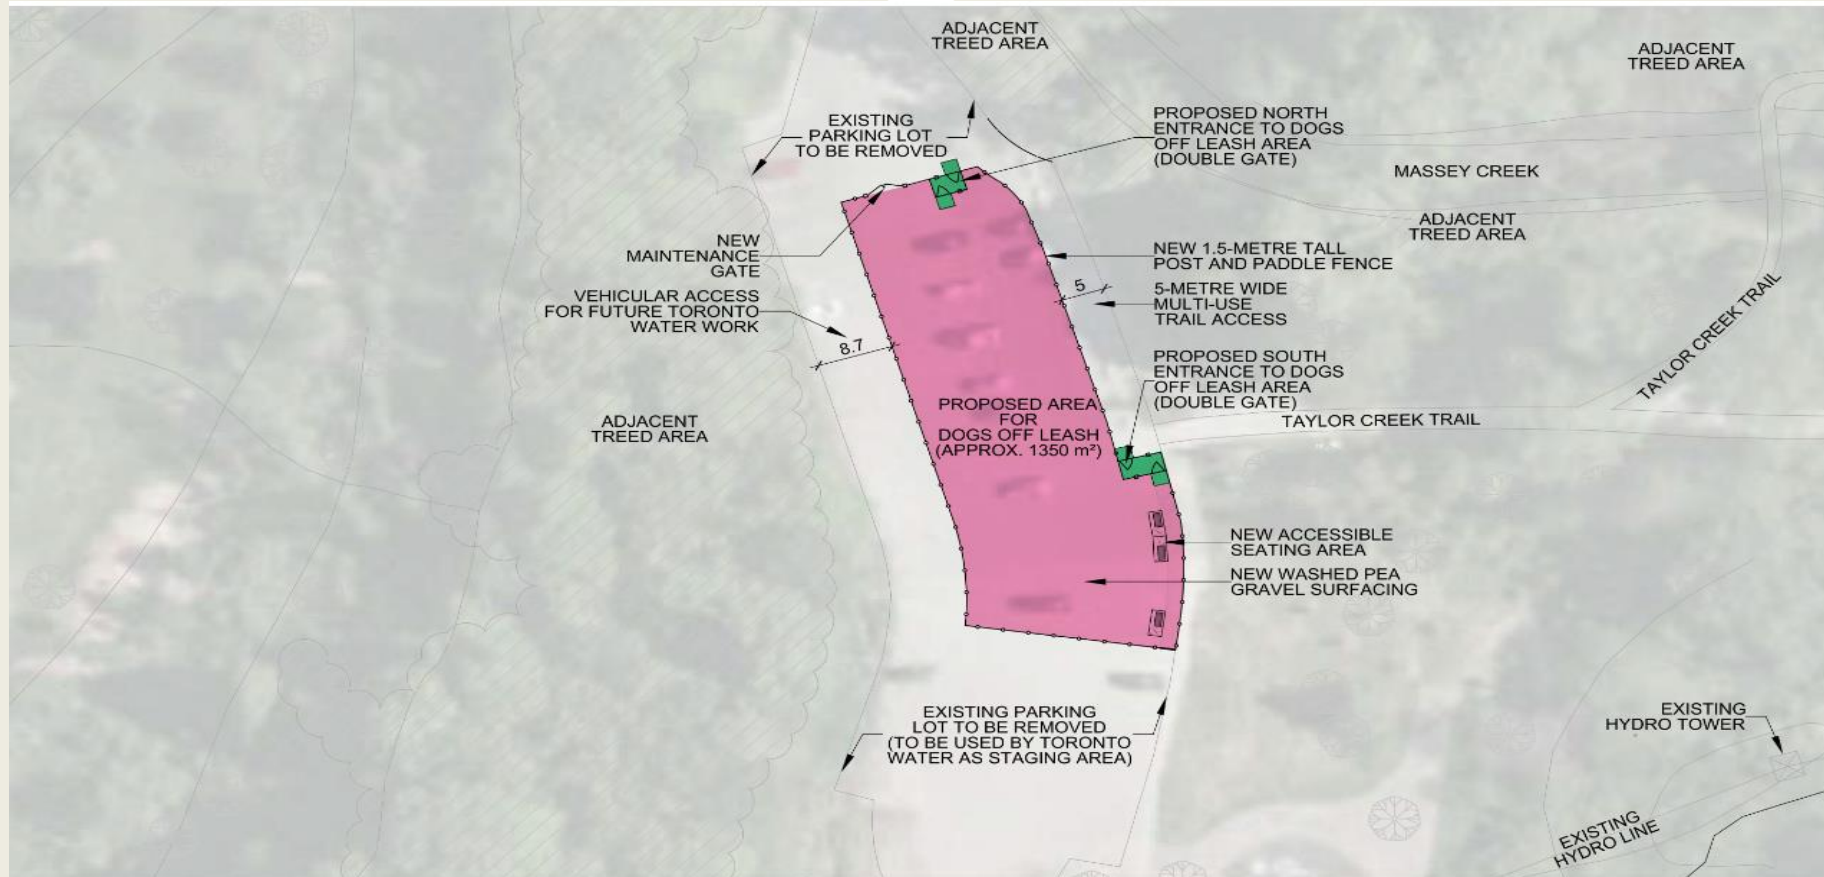 ADJACENT
TREED AREA
ADJACENT
TREED AREA
EXISTING
PARKING LOT
TO BE REMOVED
PROPOSED NORTH
ENTRANCE TO DOGS
OFF LEASH AREA
(DOUBLE GATE)
MASSEY CREEK
ADJACENT
TREED AREA
NEW
MAINTENANCE
GATE
NEW 1.5-METRE TALL
POST AND PADDLE FENCE
5
5-METRE WIDE
MULTI-USE
TRAIL ACCESS
VEHICULAR ACCESS
FOR FUTURE TORONTO
WATER WORK
8.7
PROPOSED SOUTH
ENTRANCE TO DOGS
OFF LEASH AREA
(DOUBLE GATE)
TAYLOR CREEK TRAIL
TAYLOR CREEK TRAIL
ADJACENT
TREED AREA
PROPOSED AREA
FOR
DOGS OFF LEASH
(APPROX. 1350 m²)
NEW ACCESSIBLE
SEATING AREA
NEW WASHED PEA
GRAVEL SURFACING
EXISTING PARKING
LOT TO BE REMOVED
(TO BE USED BY TORONTO
WATER AS STAGING AREA)
EXISTING
HYDRO TOWER
EXISTING
HYDRO LINE